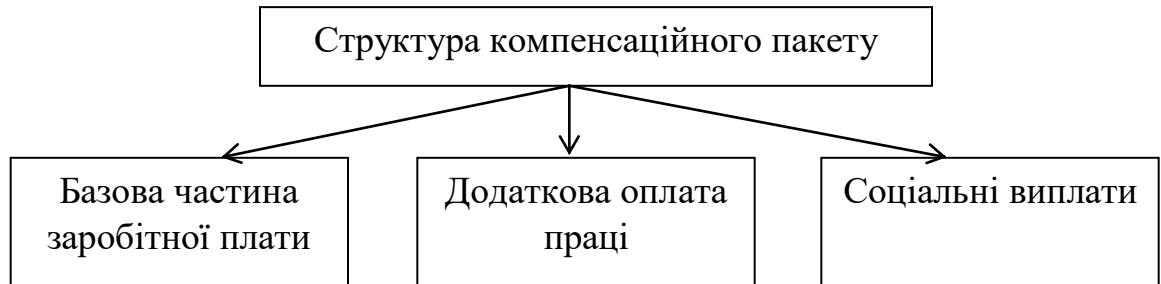 Структура компенсаційного пакету
Базова частина
заробітної плати
Додаткова оплата
праці
Соціальні виплати